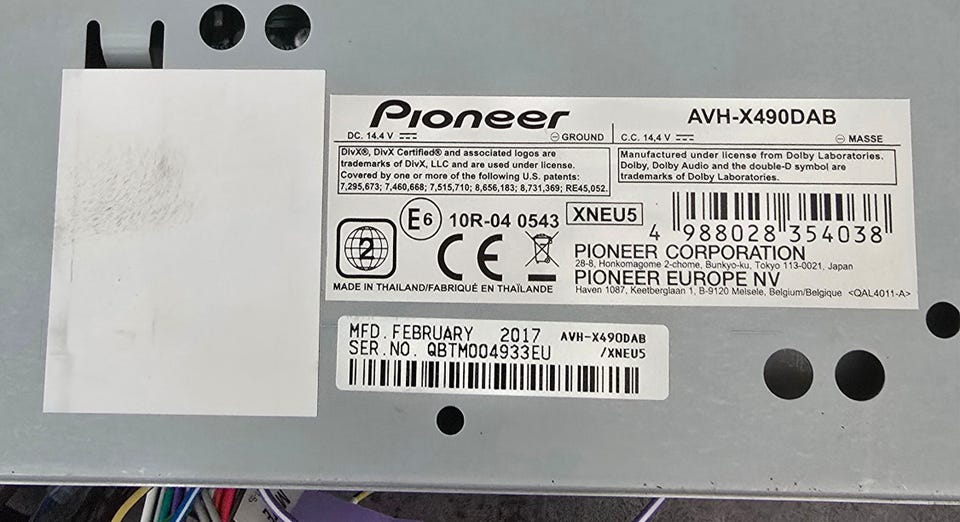 Pioneer
AVH-X490DAB
DC. 14,4 V ⎓ ⊖ GROUND
C.C. 14,4 V ⎓ ⊖ MASSE
DivX®, DivX Certified® and associated logos are
trademarks of DivX, LLC and are used under license.
Covered by one or more of the following U.S. patents:
7,295,673; 7,460,668; 7,515,710; 8,656,183; 8,731,369; RE45,052.
Manufactured under license from Dolby Laboratories.
Dolby, Dolby Audio and the double-D symbol are
trademarks of Dolby Laboratories.
2
E6 10R-04 0543
XNEU5
CE
4 988028 354038
PIONEER CORPORATION
28-8, Honkomagome 2-chome, Bunkyo-ku, Tokyo 113-0021, Japan
PIONEER EUROPE NV
Haven 1087, Keetberglaan 1, B-9120 Melsele, Belgium/Belgique <QAL4011-A>
MADE IN THAILAND/FABRIQUÉ EN THAÏLANDE
MFD. FEBRUARY 2017 AVH-X490DAB
SER.NO. QBTM004933EU /XNEU5